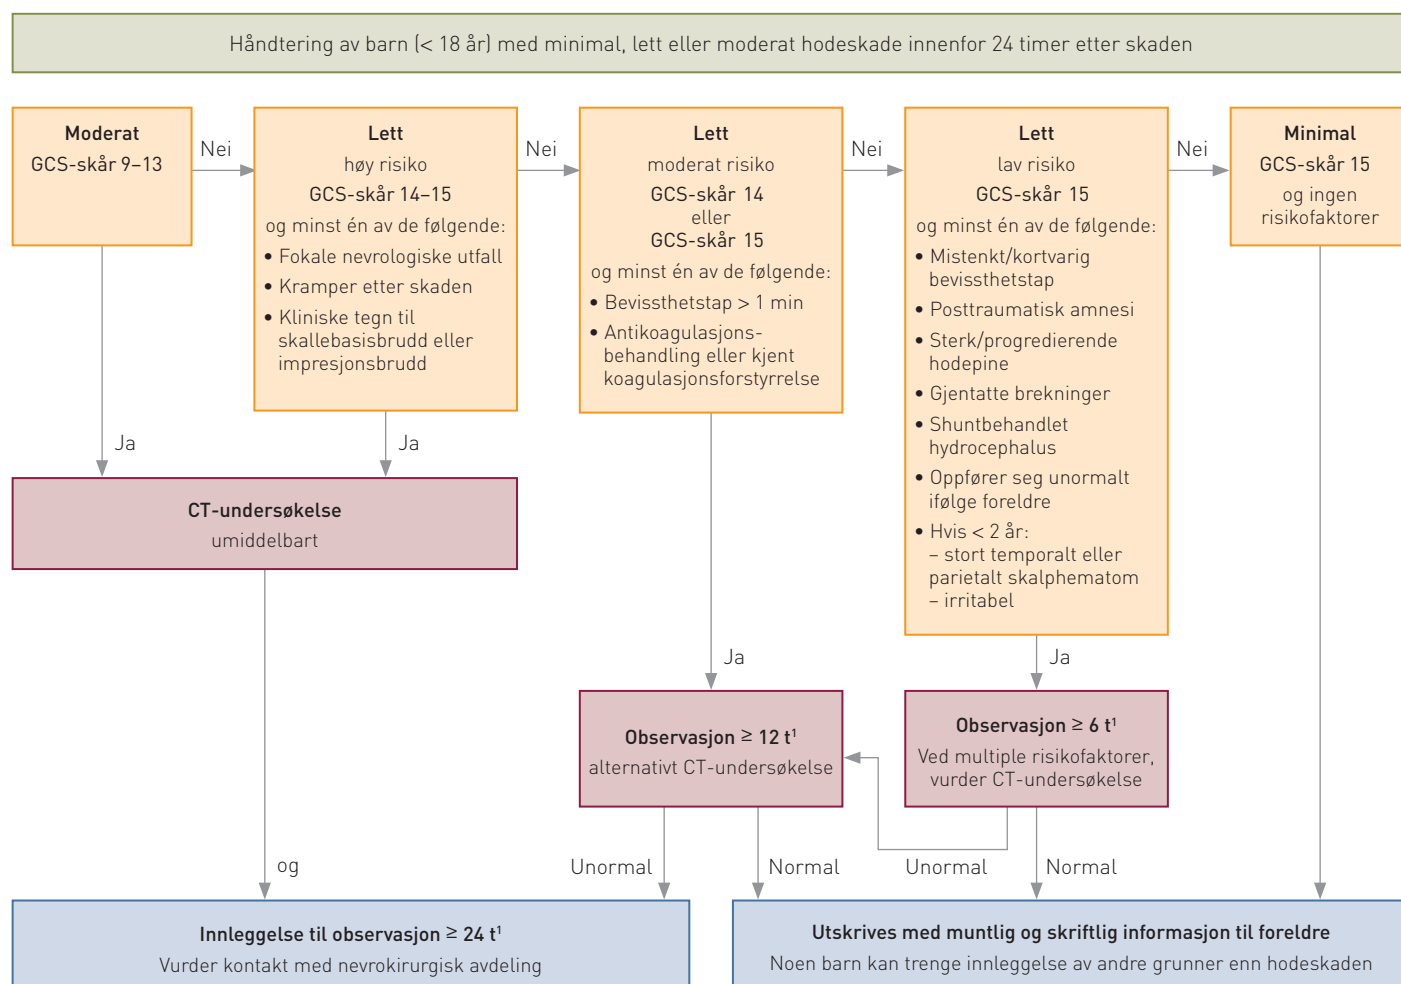 Håndtering av barn (< 18 år) med minimal, lett eller moderat hodeskade innenfor 24 timer etter skaden
Moderat
GCS-skår 9–13
Nei
Lett
høy risiko
GCS-skår 14–15
og minst én av de følgende:
• Fokale nevrologiske utfall
• Kramper etter skaden
• Kliniske tegn til
skallebasisbrudd eller
impresjonsbrudd
Nei
Lett
moderat risiko
GCS-skår 14
eller
GCS-skår 15
og minst én av de følgende:
• Bevissthetstap > 1 min
• Antikoagulasjons-
behandling eller kjent
koagulasjonsforstyrrelse
Nei
Lett
lav risiko
GCS-skår 15
og minst én av de følgende:
• Mistenkt/kortvarig
bevissthetstap
• Posttraumatisk amnesi
• Sterk/progredierende
hodepine
• Gjentatte brekninger
• Shuntbehandlet
hydrocephalus
• Oppfører seg unormalt
ifølge foreldre
• Hvis < 2 år:
– stort temporalt eller
parietalt skalphematom
– irritabel
Nei
Minimal
GCS-skår 15
og ingen
risikofaktorer
Ja
Ja
CT-undersøkelse
umiddelbart
Ja
Ja
Observasjon ≥ 12 t¹
alternativt CT-undersøkelse
Observasjon ≥ 6 t¹
Ved multiple risikofaktorer,
vurder CT-undersøkelse
og
Unormal
Normal
Unormal
Normal
Innleggelse til observasjon ≥ 24 t¹
Vurder kontakt med nevrokirurgisk avdeling
Utskrives med muntlig og skriftlig informasjon til foreldre
Noen barn kan trenge innleggelse av andre grunner enn hodeskaden